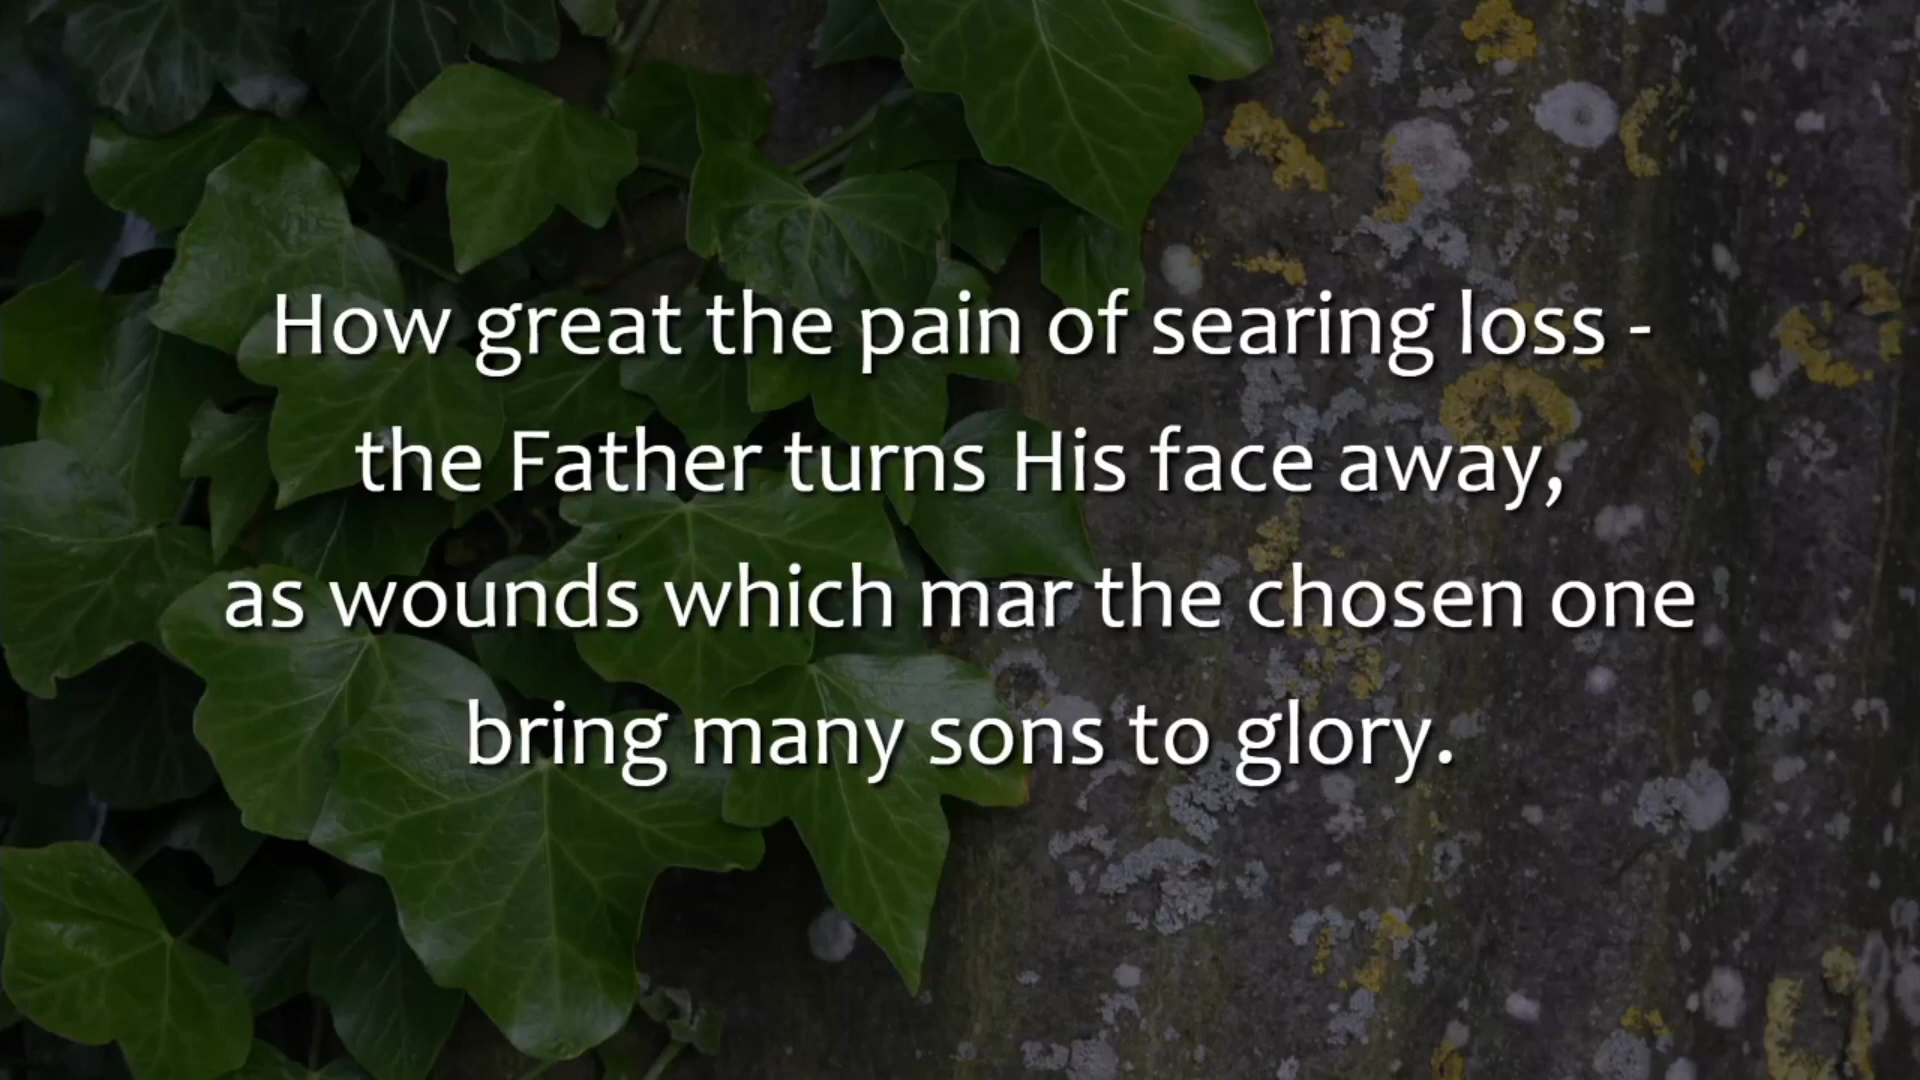 How great the pain of searing loss -
the Father turns His face away,
as wounds which mar the chosen one
bring many sons to glory.